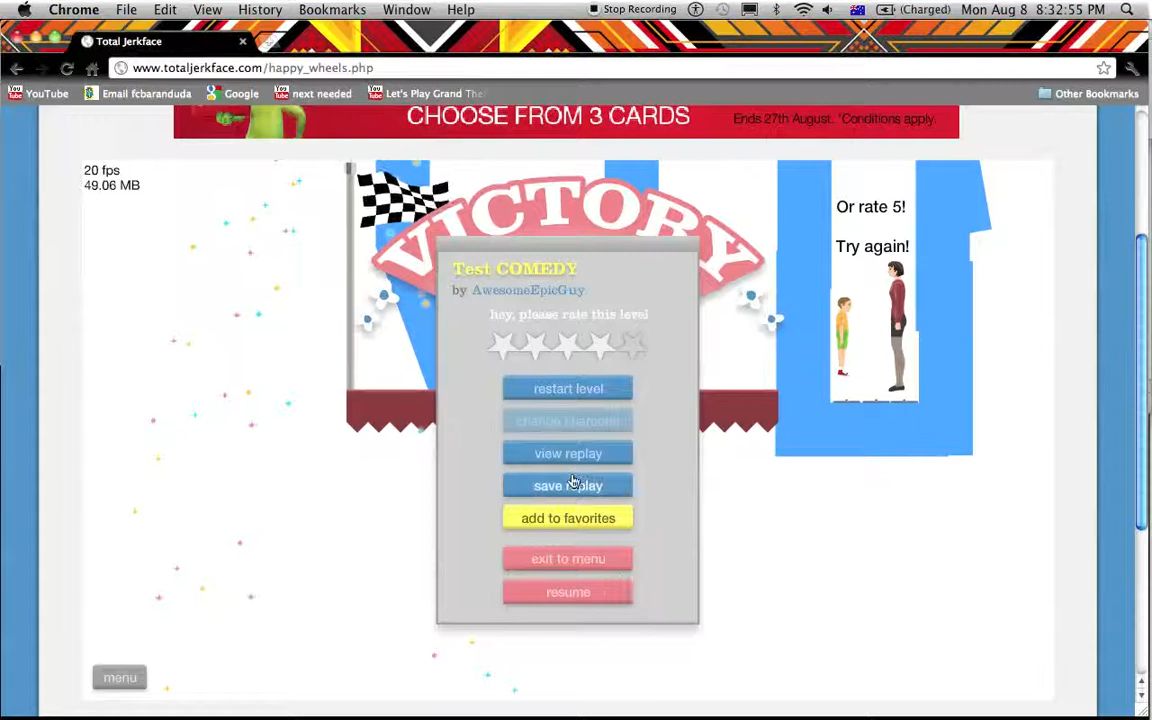 Chrome File Edit View History Bookmarks Window Help Stop Recording (Charged) Mon Aug 8 8:32:55 PM
Total Jerkface
www.totaljerkface.com/happy_wheels.php
YouTube Email fcbaranduda Google next needed Let's Play Grand The Other Bookmarks
CHOOSE FROM 3 CARDS Ends 27th August. *Conditions apply.
20 fps
49.06 MB
VICTORY
Or rate 5!
Try again!
Test COMEDY
by AwesomeEpicGuy
hey, please rate this level
restart level
change character
view replay
save replay
add to favorites
exit to menu
resume
menu